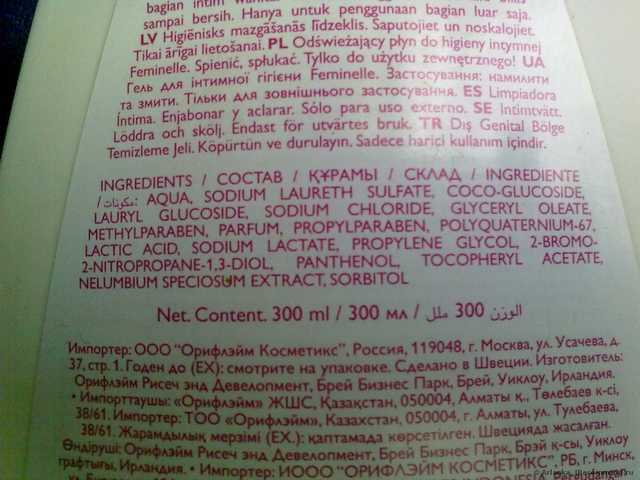 bagian intim
sampai bersih. Hanya untuk penggunaan bagian luar saja.
LV Higiēnisks mazgāšanās līdzeklis. Saputojiet un noskalojiet.
Tikai ārīgai lietošanai. PL Odświeżający płyn do higieny intymnej
Feminelle. Spienić, spłukać. Tylko do użytku zewnętrznego! UA
Гель для інтимної гігієни Feminelle. Застосування: намилити
та змити. Тільки для зовнішнього застосування. ES Limpiadora
Íntima. Enjabonar y aclarar. Sólo para uso externo. SE Intimtvätt.
Löddra och skölj. Endast för utvärtes bruk. TR Dış Genital Bölge
Temizleme Jeli. Köpürtün ve durulayın. Sadece harici kullanım içindir.
INGREDIENTS / СОСТАВ / ҚҰРАМЫ / СКЛАД / INGREDIENTE
/ مكونات: AQUA, SODIUM LAURETH SULFATE, COCO-GLUCOSIDE,
LAURYL GLUCOSIDE, SODIUM CHLORIDE, GLYCERYL OLEATE,
METHYLPARABEN, PARFUM, PROPYLPARABEN, POLYQUATERNIUM-67,
LACTIC ACID, SODIUM LACTATE, PROPYLENE GLYCOL, 2-BROMO-
2-NITROPROPANE-1,3-DIOL, PANTHENOL, TOCOPHERYL ACETATE,
NELUMBIUM SPECIOSUM EXTRACT, SORBITOL
Net. Content. 300 ml / 300 мл / الوزن 300 ملل
Импортер: ООО "Орифлэйм Косметикс", Россия, 119048, г. Москва, ул. Усачева, д.
37, стр. 1. Годен до (EX): смотрите на упаковке. Сделано в Швеции. Изготовитель:
Орифлэйм Рисеч энд Девелопмент, Брей Бизнес Парк, Брей, Уиклоу, Ирландия.
• Импорттаушы: «Орифлэйм» ЖШС, Қазақстан, 050004, Алматы қ., Төлебаев к-сі,
38/61. Импортер: ТОО «Орифлэйм», Казахстан, 050004, г. Алматы, ул. Тулебаева,
38/61. Жарамдылық мерзімі (EX.): қаптамада көрсетілген. Швецияда жасалған.
Өндіруші: Орифлэйм Рисеч энд Девелопмент, Брей Бизнес Парк, Брэй қ-сы, Уиклоу
графтығы, Ирландия. • Импортер: ИООО "ОРИФЛЭЙМ КОСМЕТИКС", РБ, г. Минск,